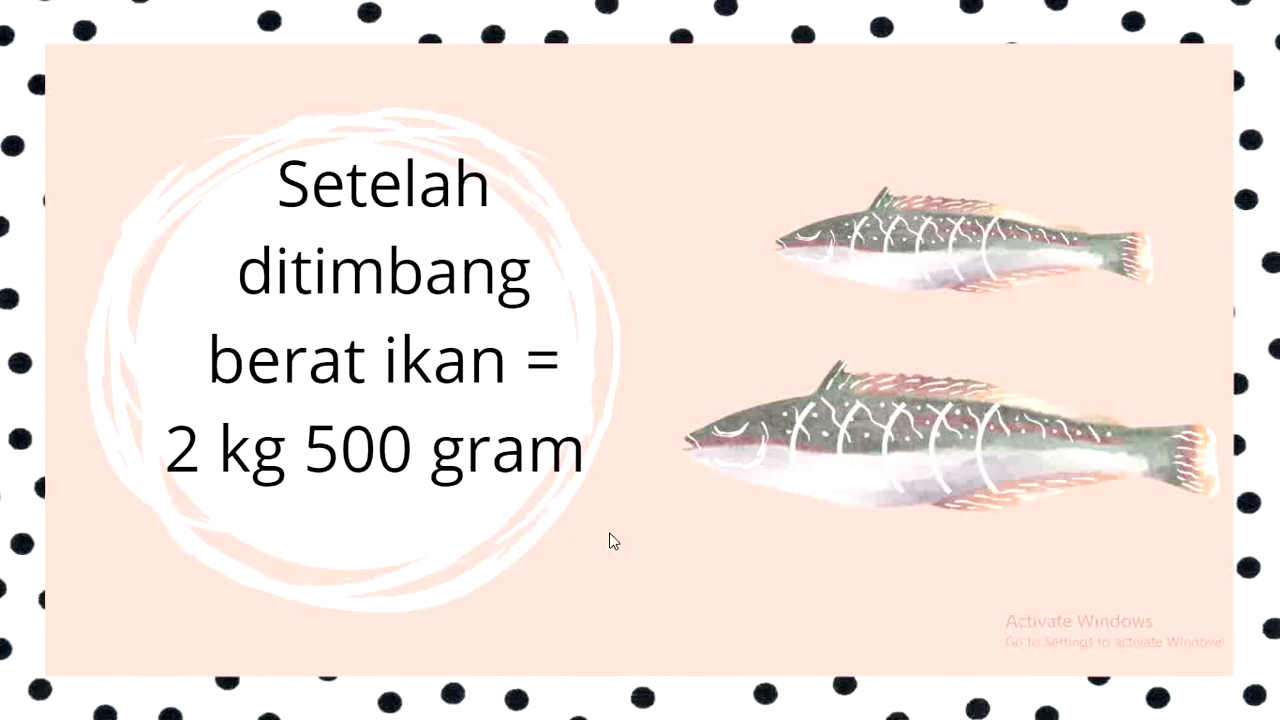 Setelah
ditimbang
berat ikan =
2 kg 500 gram
Activate Windows
Go to Settings to activate Windows